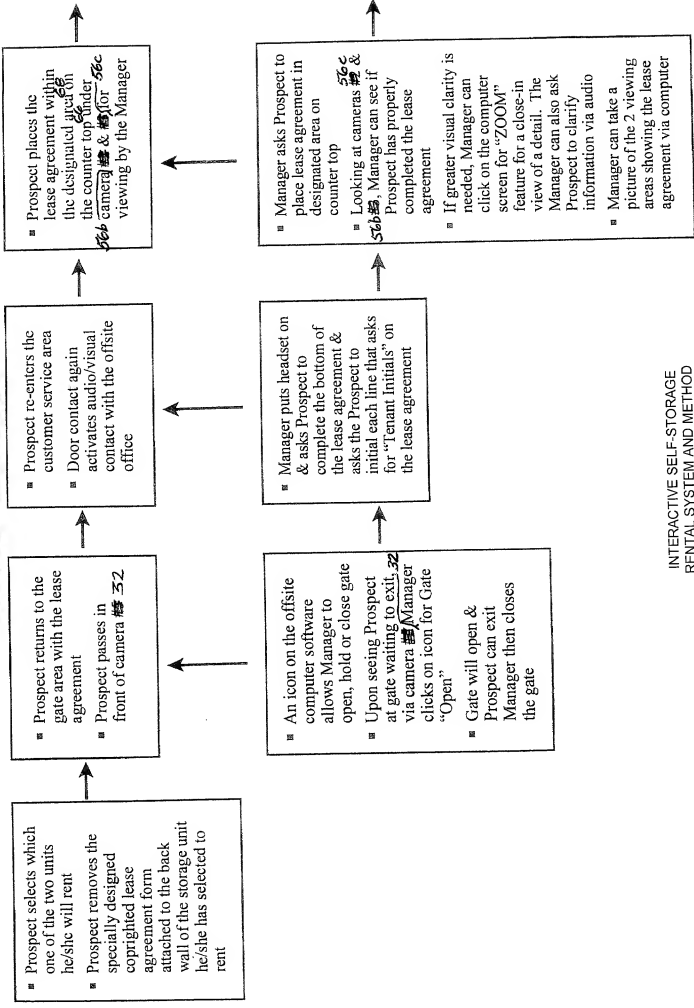 ▪ Prospect selects which
one of the two units
he/shc will rent
▪ Prospect removes the
specially designed
coprighted lease
agreement form
attached to the back
wall of the storage unit
he/she has selected to
rent
▪ Prospect returns to the
gate area with the lease
agreement
▪ Prospect passes in
front of camera 32
▪ Prospcct rc-enters the
customer service area
▪ Door contact again
activates audio/visual
contact with the offsite
office
▪ Prospcct places the
lease agreement within
68
the designated area on
66
the counter top under
56b camera & for 56c
viewing by the Manager
▪ An icon on the offsite
computer software
allows Manager to
open, hold or close gate
▪ Upon seeing Prospect
at gate waiting to exit, 32
via camera Manager
clicks on icon for Gate
"Open"
▪ Gate will open &
Prospect can exit
Manager then closes
the gate
▪ Manager puts headset on
& asks Prospect to
complete the bottom of
the lease agreement &
asks the Prospect to
initial each line that asks
for "Tenant Initials" on
the lease agreement
▪ Manager asks Prospect to
place lease agreement in
designated area on
counter top
56c
▪ Looking at cameras &
56b, Manager can see if
Prospect has properly
completed the lease
agreement
▪ If greater visual clarity is
needed, Manager can
click on the computer
screen for "ZOOM"
feature for a close-in
view of a detail. The
Manager can also ask
Prospect to clarify
information via audio
▪ Manager can take a
picture of the 2 viewing
areas showing the lease
agreement via computer
INTERACTIVE SELF-STORAGE
RENTAL SYSTEM AND METHOD